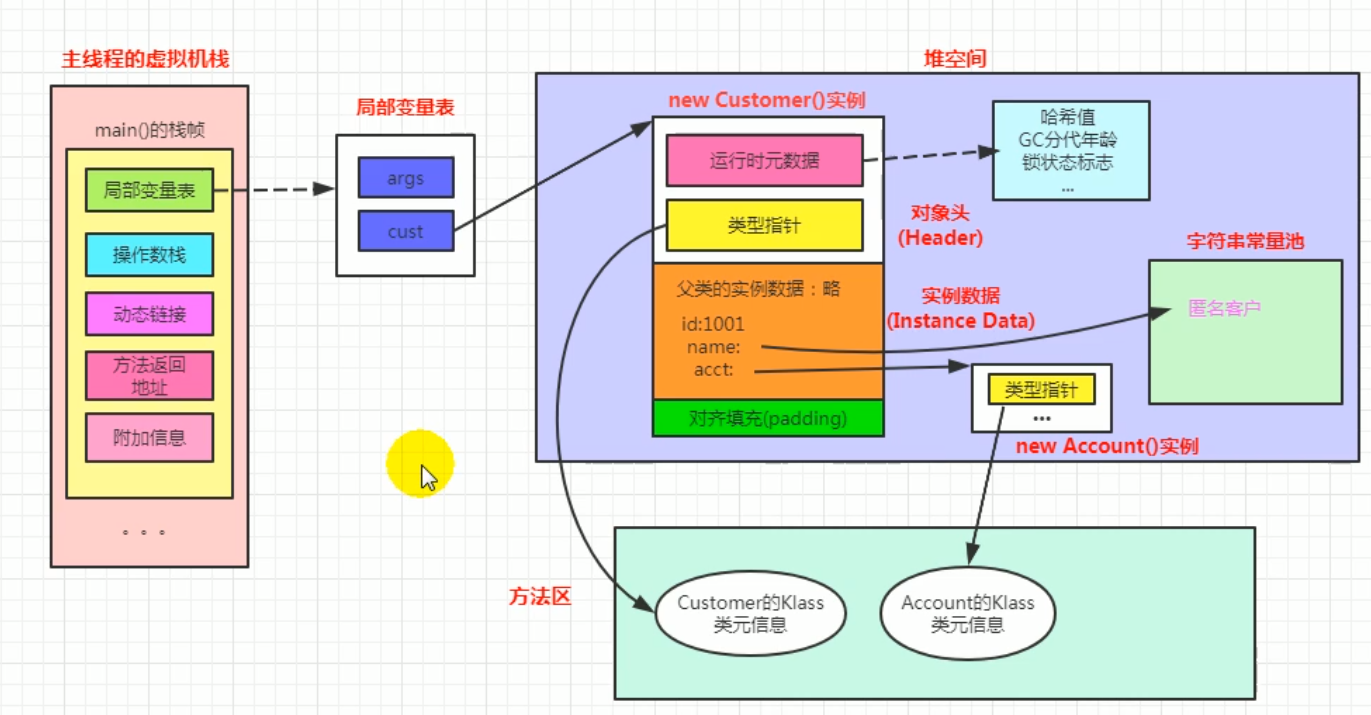 主线程的虚拟机栈
main()的栈帧
局部变量表
操作数栈
动态链接
方法返回
地址
附加信息
。。。
局部变量表
args
cust
堆空间
new Customer()实例
运行时元数据
类型指针
哈希值
GC分代年龄
锁状态标志
...
对象头
(Header)
父类的实例数据：略
id:1001
name:
acct:
对齐填充(padding)
实例数据
(Instance Data)
字符串常量池
匿名客户
类型指针
...
new Account()实例
方法区
Customer的Klass
类元信息
Account的Klass
类元信息